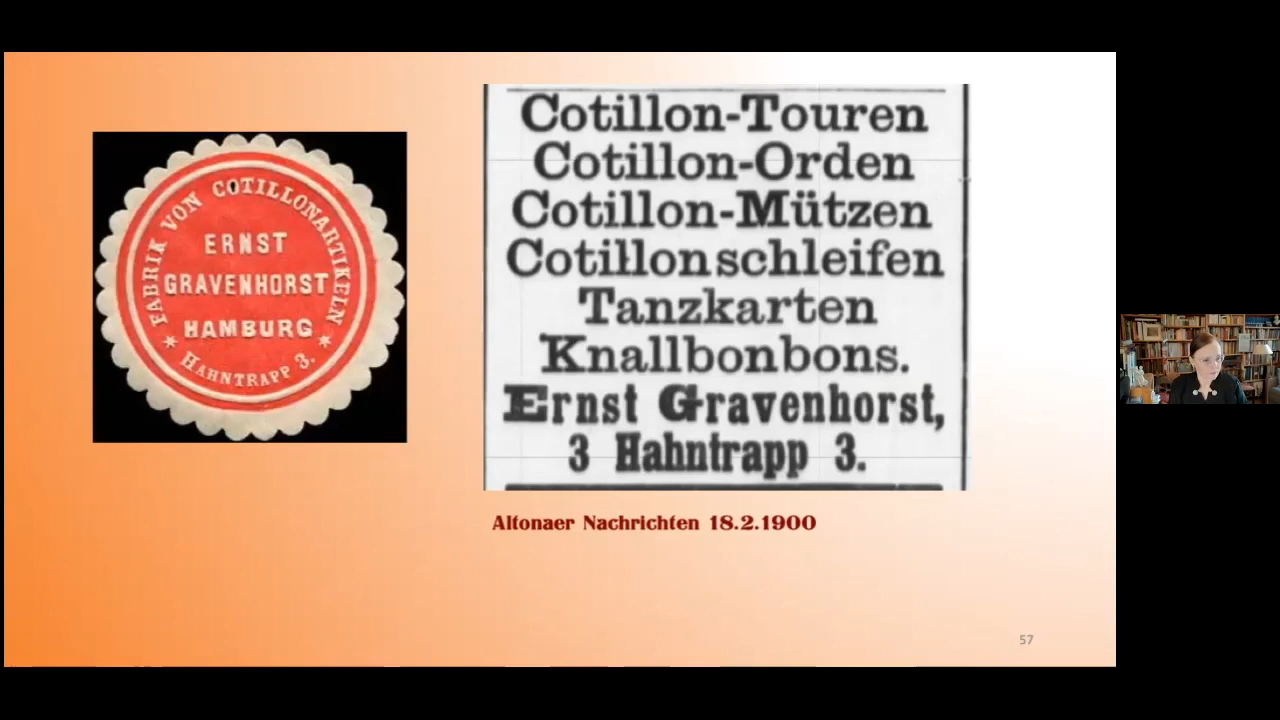 FABRIK VON COTILLONARTIKELN
ERNST
GRAVENHORST
HAMBURG
* HAHNTRAPP 3. *
Cotillon-Touren
Cotillon-Orden
Cotillon-Mützen
Cotillonschleifen
Tanzkarten
Knallbonbons.
Ernst Gravenhorst,
3 Hahntrapp 3.
Altonaer Nachrichten 18.2.1900
57